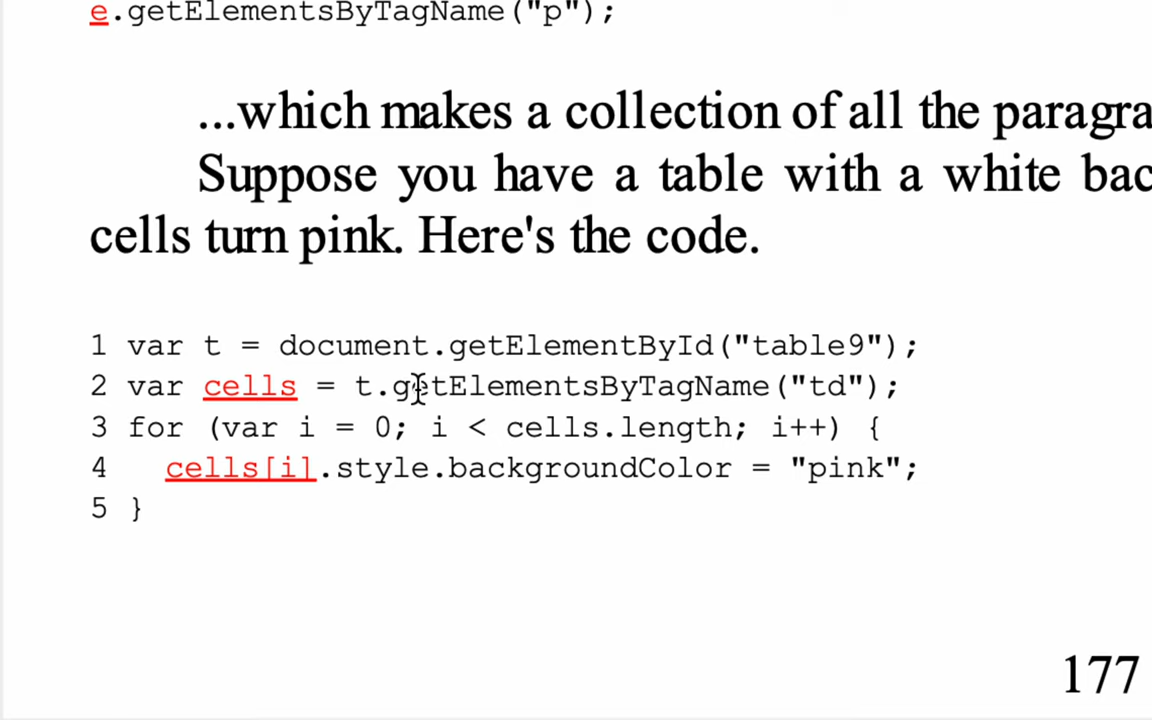 e.getElementsByTagName("p");
...which makes a collection of all the paragra
Suppose you have a table with a white bac
cells turn pink. Here's the code.
1 var t = document.getElementById("table9");
2 var cells = t.getElementsByTagName("td");
3 for (var i = 0; i < cells.length; i++) {
4   cells[i].style.backgroundColor = "pink";
5 }
177